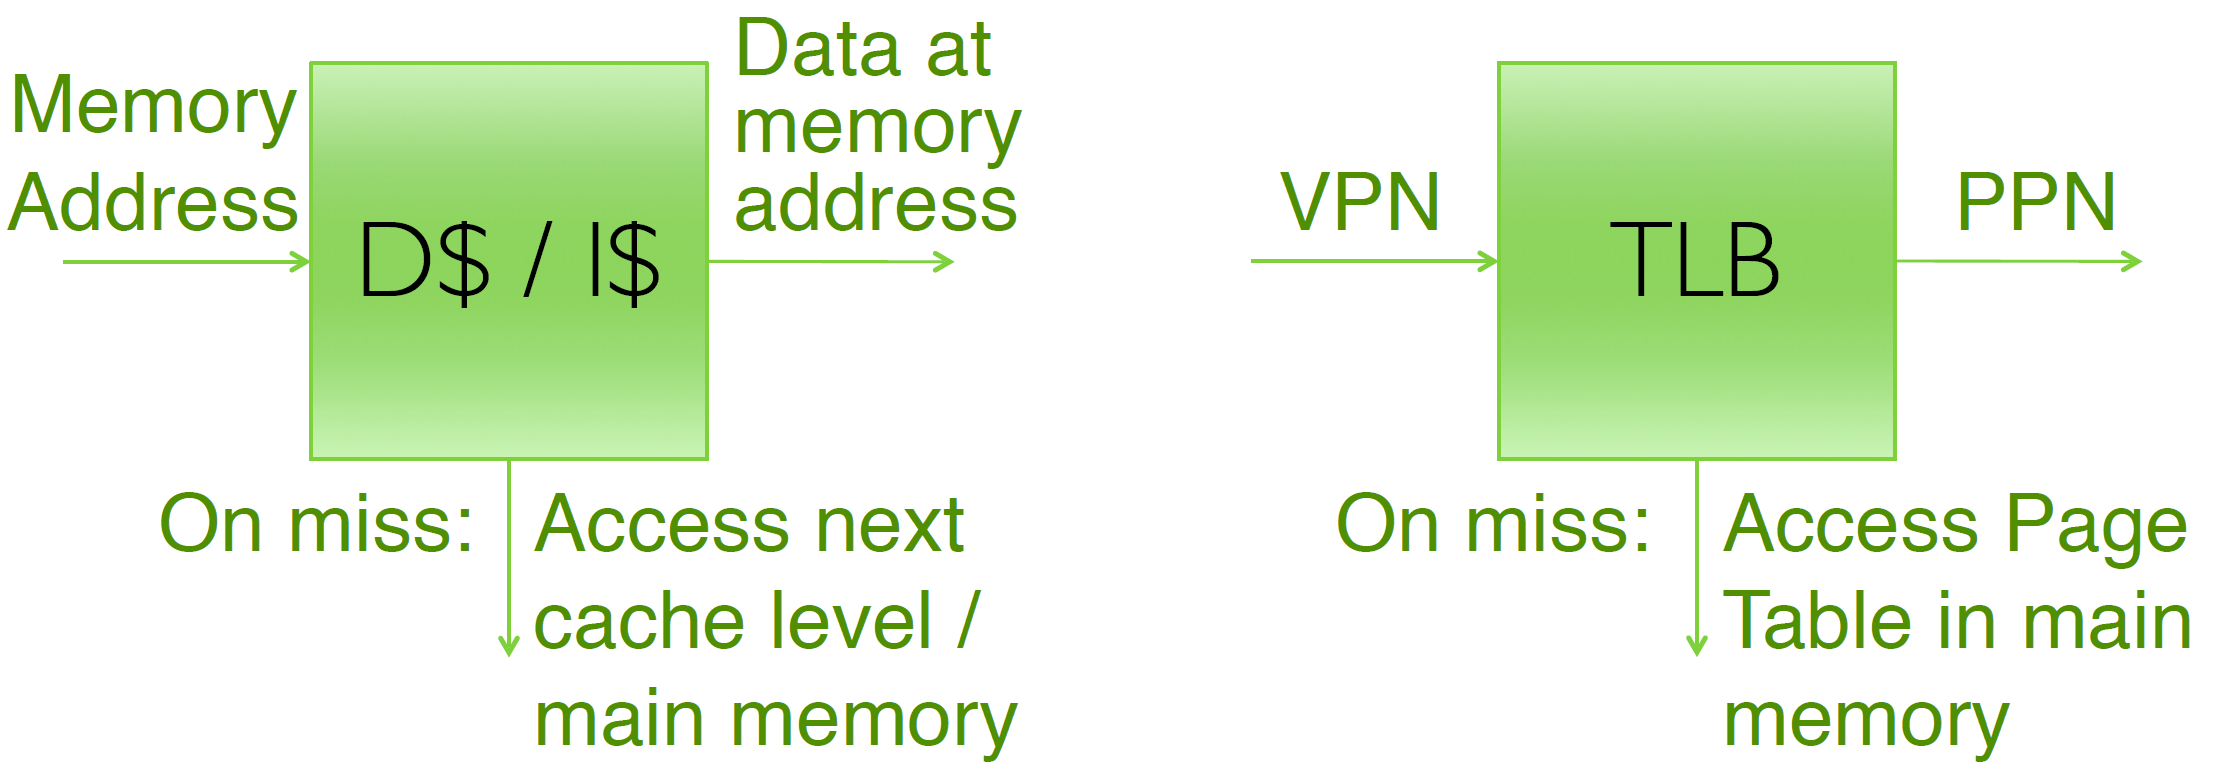 Memory
Address
D$ / I$
Data at
memory
address
On miss:
Access next
cache level /
main memory
VPN
TLB
PPN
On miss:
Access Page
Table in main
memory